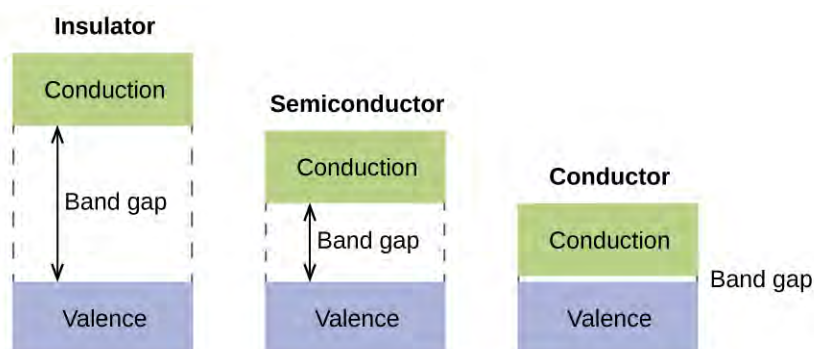 Insulator
Conduction
Band gap
Valence
Semiconductor
Conduction
Band gap
Valence
Conductor
Conduction
Band gap
Valence